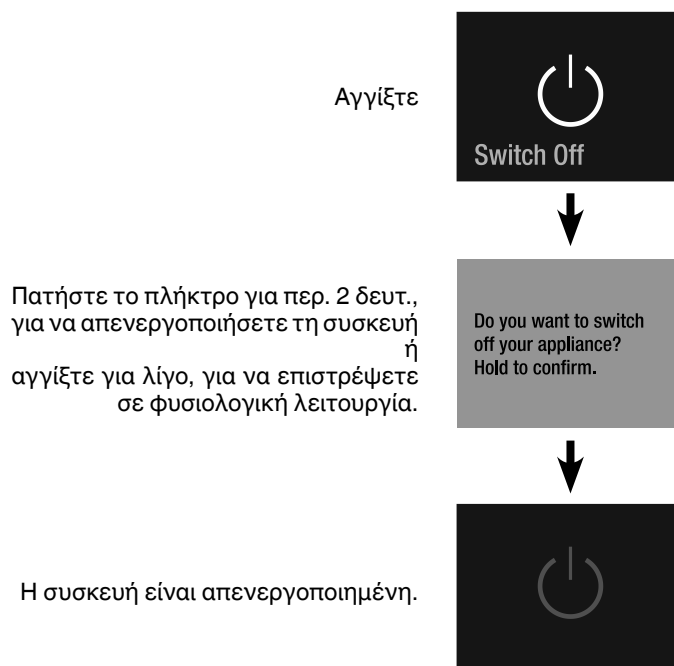 Αγγίξτε
Switch Off
Πατήστε το πλήκτρο για περ. 2 δευτ.,
για να απενεργοποιήσετε τη συσκευή
ή
αγγίξτε για λίγο, για να επιστρέψετε
σε φυσιολογική λειτουργία.
Do you want to switch
off your appliance?
Hold to confirm.
Η συσκευή είναι απενεργοποιημένη.